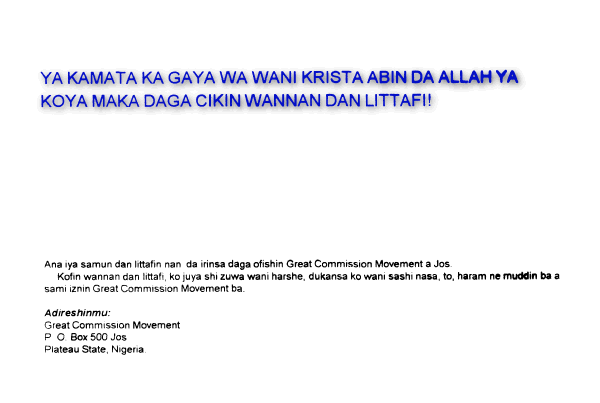 YA KAMATA KA GAYA WA WANI KRISTA ABIN DA ALLAH YA
KOYA MAKA DAGA CIKIN WANNAN DAN LITTAFI!
Ana iya samun dan littafin nan da irinsa daga ofishin Great Commission Movement a Jos.
Kofin wannan dan littafi, ko juya shi zuwa wani harshe, dukansa ko wani sashi nasa, to, haram ne muddin ba a
sami iznin Great Commission Movement ba.
Adireshinmu:
Great Commission Movement
P. O. Box 500 Jos
Plateau State, Nigeria.